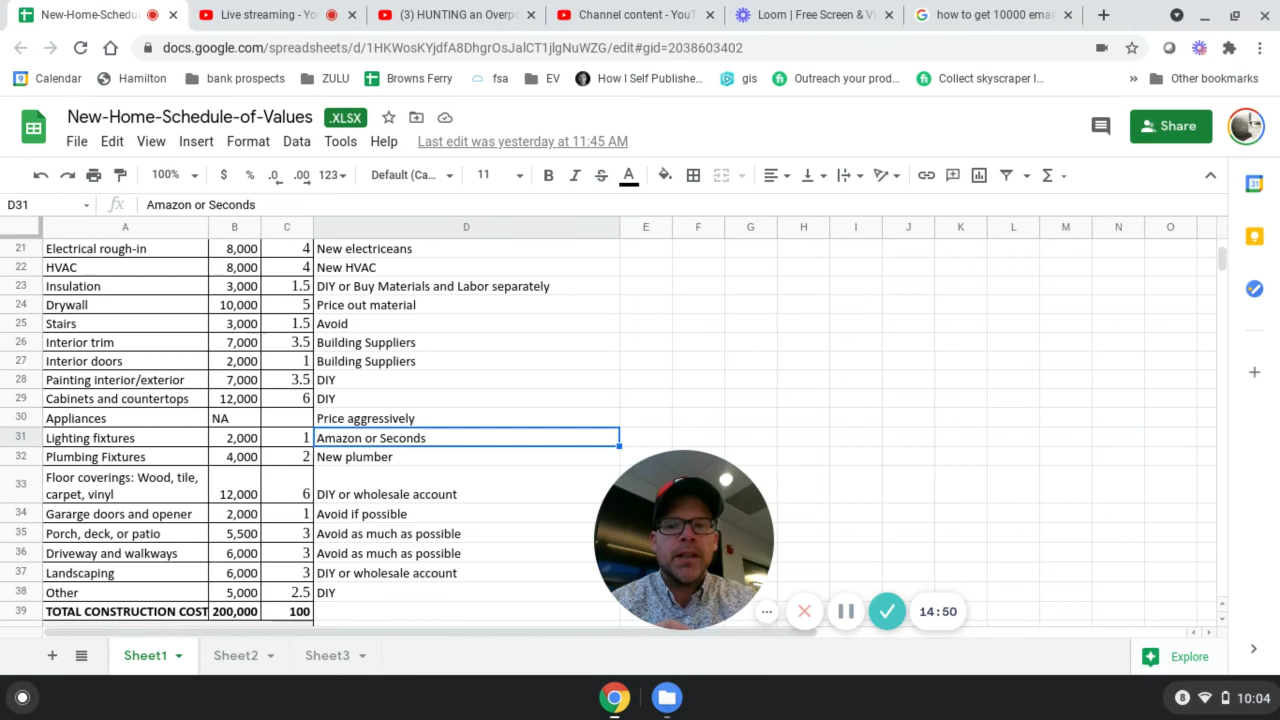 New-Home-Schedu
Live streaming - Yo
(3) HUNTING an Overp
Channel content - YouT
Loom | Free Screen & Vi
how to get 10000 emai
docs.google.com/spreadsheets/d/1HKWosKYjdfA8DhgrOsJalCT1jlgNuWZG/edit#gid=2038603402
Calendar
Hamilton
bank prospects
ZULU
Browns Ferry
fsa
EV
How I Self Publishe...
gis
Outreach your prod...
Collect skyscraper l...
»
Other bookmarks
New-Home-Schedule-of-Values
.XLSX
Share
File Edit View Insert Format Data Tools Help Last edit was yesterday at 11:45 AM
100% $ % .0 .00 123 Default (Ca... 11 B I S A
D31 fx Amazon or Seconds
A B C D E F G H I J K L M N O
21 Electrical rough-in 8,000 4 New electriceans
22 HVAC 8,000 4 New HVAC
23 Insulation 3,000 1.5 DIY or Buy Materials and Labor separately
24 Drywall 10,000 5 Price out material
25 Stairs 3,000 1.5 Avoid
26 Interior trim 7,000 3.5 Building Suppliers
27 Interior doors 2,000 1 Building Suppliers
28 Painting interior/exterior 7,000 3.5 DIY
29 Cabinets and countertops 12,000 6 DIY
30 Appliances NA Price aggressively
31 Lighting fixtures 2,000 1 Amazon or Seconds
32 Plumbing Fixtures 4,000 2 New plumber
33 Floor coverings: Wood, tile,
carpet, vinyl 12,000 6 DIY or wholesale account
34 Gararge doors and opener 2,000 1 Avoid if possible
35 Porch, deck, or patio 5,500 3 Avoid as much as possible
36 Driveway and walkways 6,000 3 Avoid as much as possible
37 Landscaping 6,000 3 DIY or wholesale account
38 Other 5,000 2.5 DIY
39 TOTAL CONSTRUCTION COST 200,000 100
14:50
Sheet1 Sheet2 Sheet3
Explore
8 10:04